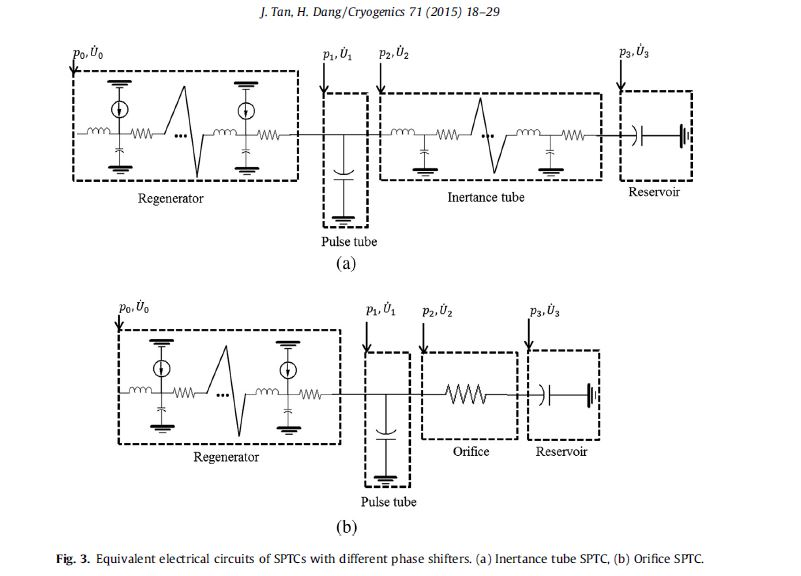 J. Tan, H. Dang / Cryogenics 71 (2015) 18–29
p₀, U̇₀
p₁, U̇₁
p₂, U̇₂
p₃, U̇₃
Regenerator
Inertance tube
Reservoir
Pulse tube
(a)
p₀, U̇₀
p₁, U̇₁
p₂, U̇₂
p₃, U̇₃
Regenerator
Orifice
Reservoir
Pulse tube
(b)
Fig. 3. Equivalent electrical circuits of SPTCs with different phase shifters. (a) Inertance tube SPTC, (b) Orifice SPTC.